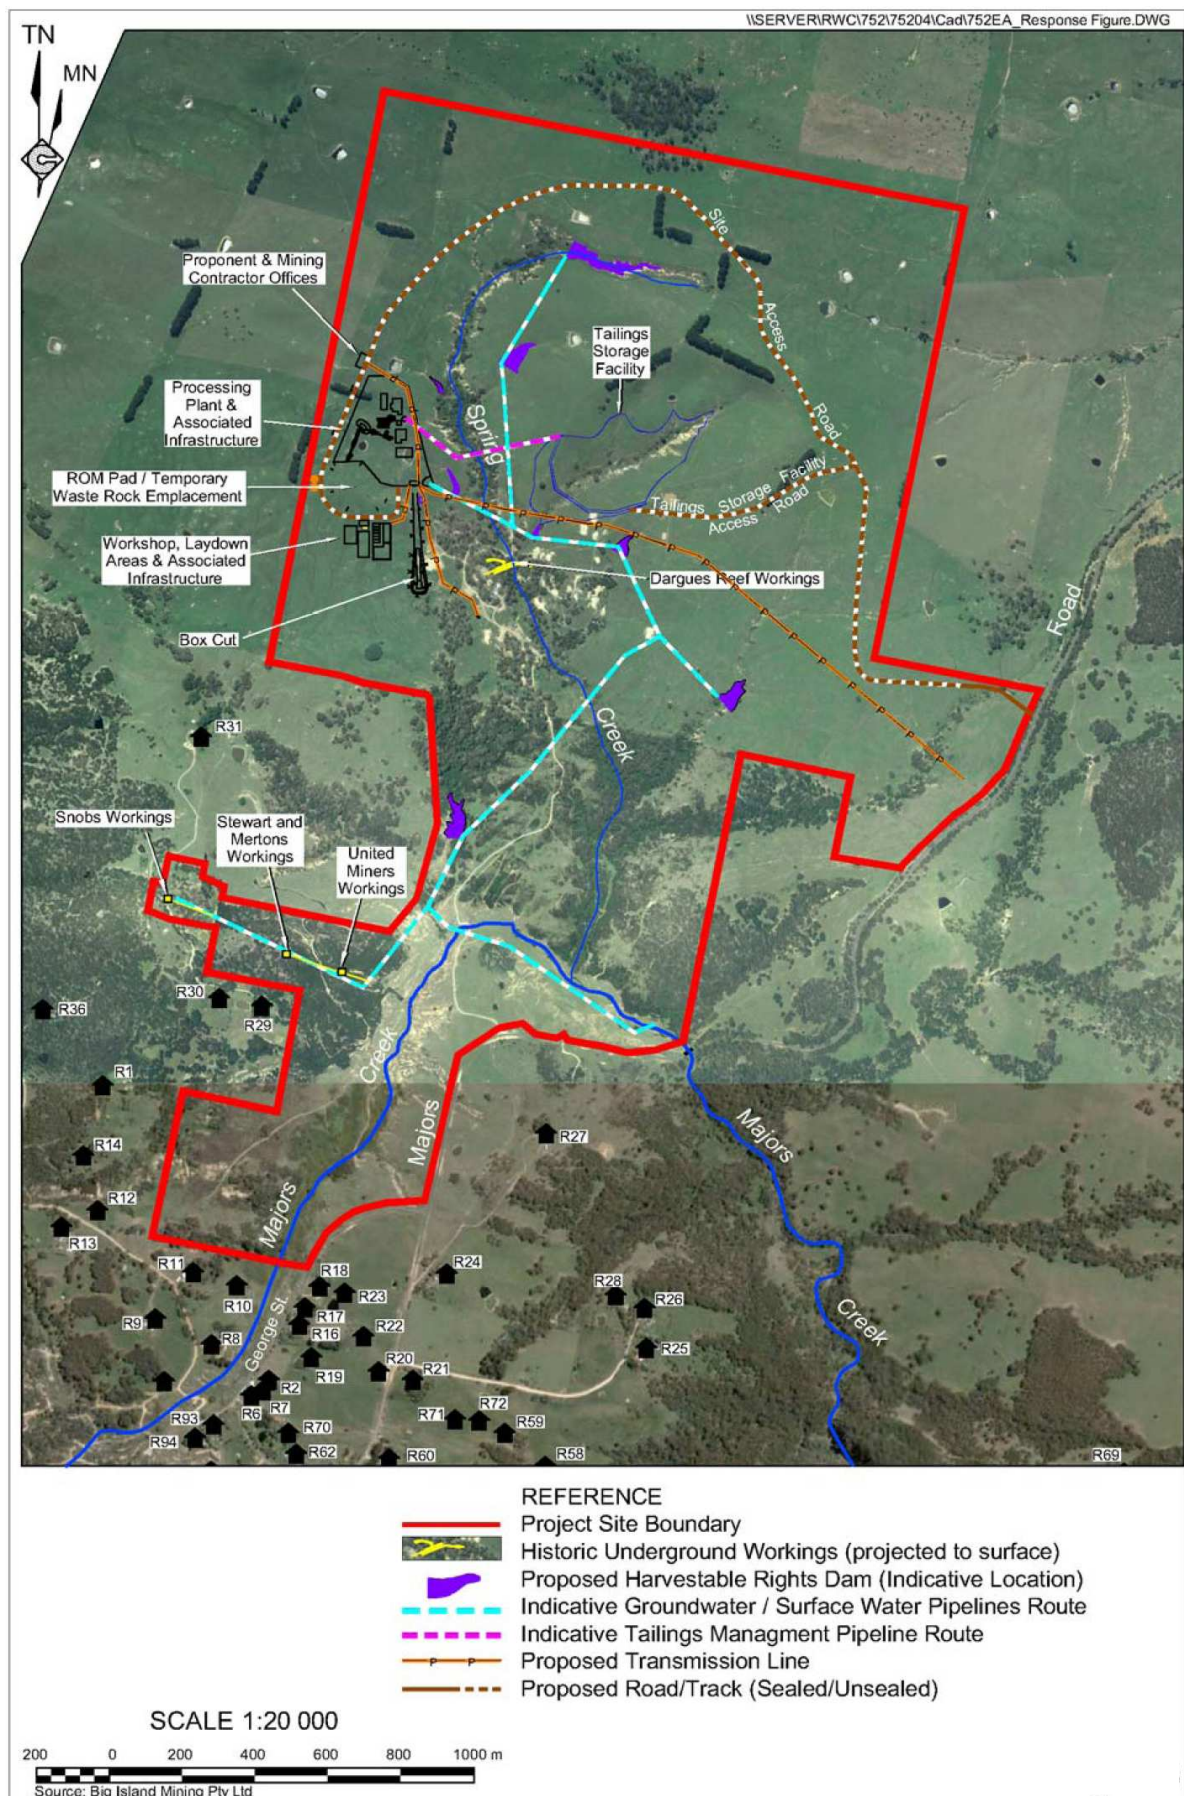 \\SERVER\RWC\752\75204\Cad\752EA_Response Figure.DWG
TN
MN
Proponent & Mining
Contractor Offices
Site
Access
Road
Tailings
Storage
Facility
Processing
Plant &
Associated
Infrastructure
Spring
ROM Pad / Temporary
Waste Rock Emplacement
Tailings Storage Facility
Access Road
Workshop, Laydown
Areas & Associated
Infrastructure
Dargues Reef Workings
Road
Box Cut
Creek
R31
Snobs Workings
Stewart and
Mertons
Workings
United
Miners
Workings
R30
R36
R29
Creek
R1
Majors
Majors
R27
R14
R12
R13
Majors
R11
R24
R18
R10
R23
R28
R26
Creek
R9
R17
George St.
R16
R22
R8
R25
R19
R20
R21
R2
R7
R6
R93
R71
R72
R59
R94
R70
R62
R60
R58
R69
REFERENCE
Project Site Boundary
Historic Underground Workings (projected to surface)
Proposed Harvestable Rights Dam (Indicative Location)
Indicative Groundwater / Surface Water Pipelines Route
Indicative Tailings Managment Pipeline Route
P P
Proposed Transmission Line
Proposed Road/Track (Sealed/Unsealed)
SCALE 1:20 000
200 0 200 400 600 800 1000 m
Source: Big Island Mining Pty Ltd